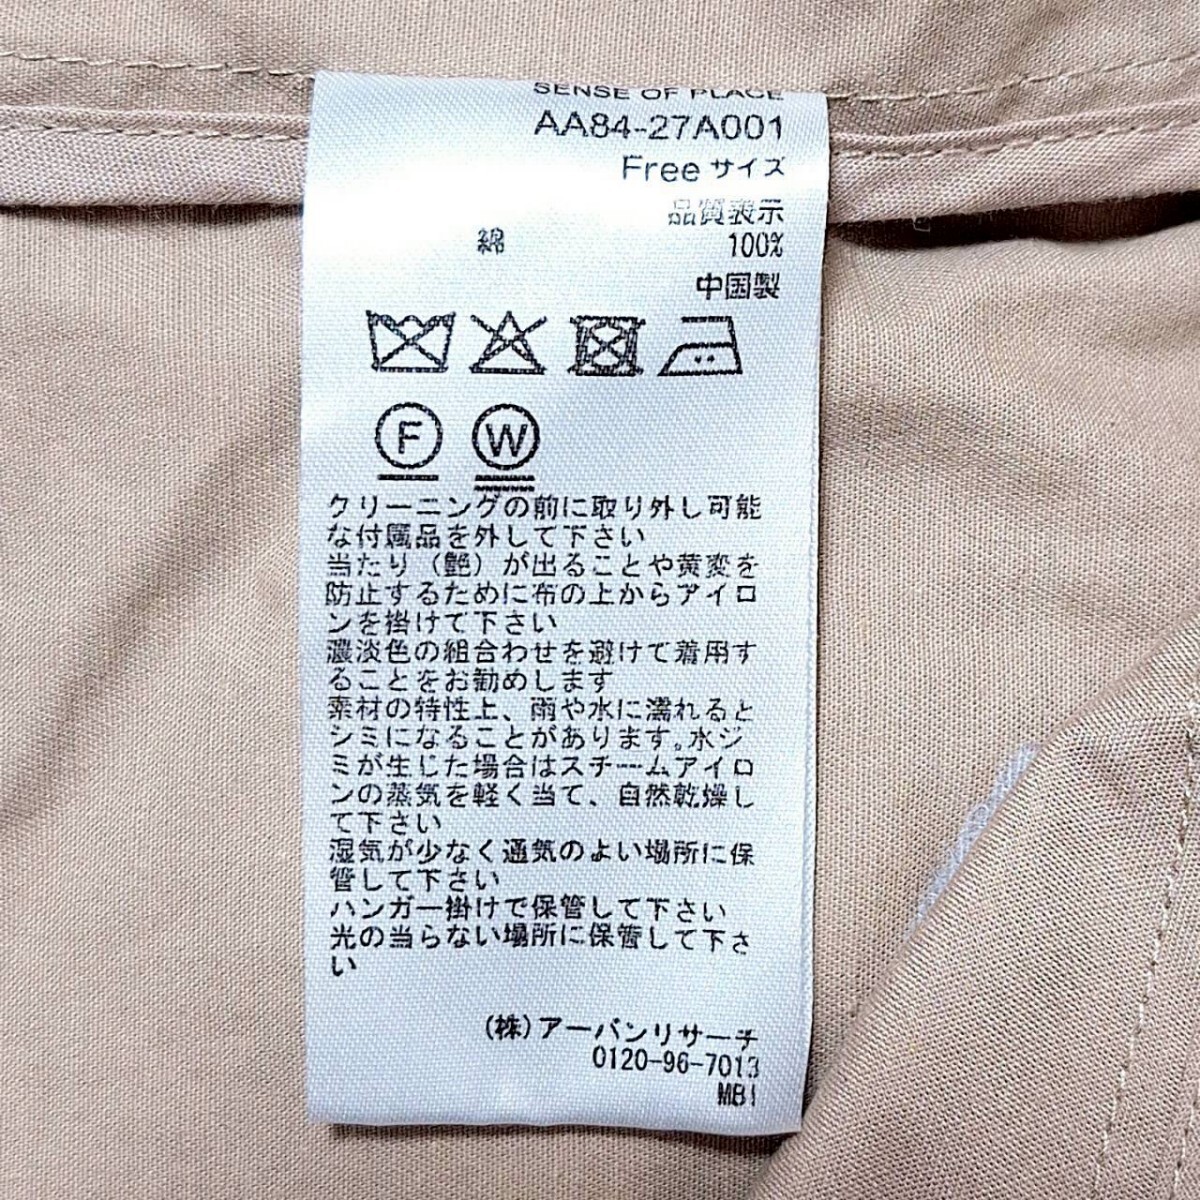 SENSE OF PLACE
AA84-27A001
Free サイズ
品質表示
綿 100%
中国製
F W
クリーニングの前に取り外し可能
な付属品を外して下さい
当たり（艶）が出ることや黄変を
防止するために布の上からアイロ
ンを掛けて下さい
濃淡色の組合わせを避けて着用す
ることをお勧めします
素材の特性上、雨や水に濡れると
シミになることがあります。水ジ
ミが生じた場合はスチームアイロ
ンの蒸気を軽く当て、自然乾燥し
て下さい
湿気が少なく通気のよい場所に保
管して下さい
ハンガー掛けで保管して下さい
光の当らない場所に保管して下さ
い
(株)アーバンリサーチ
0120-96-7013
MBI